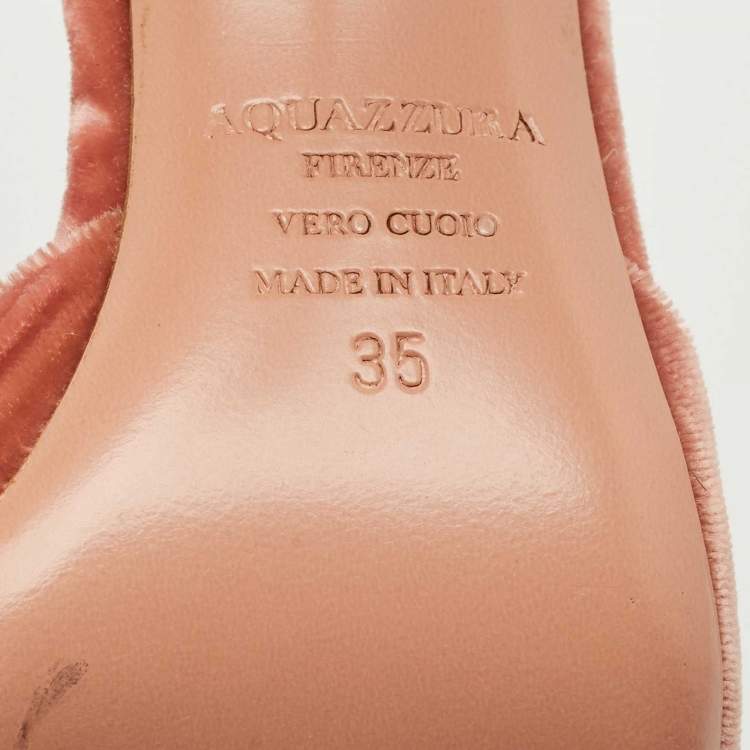 AQUAZZURA
FIRENZE
VERO CUOIO
MADE IN ITALY
35